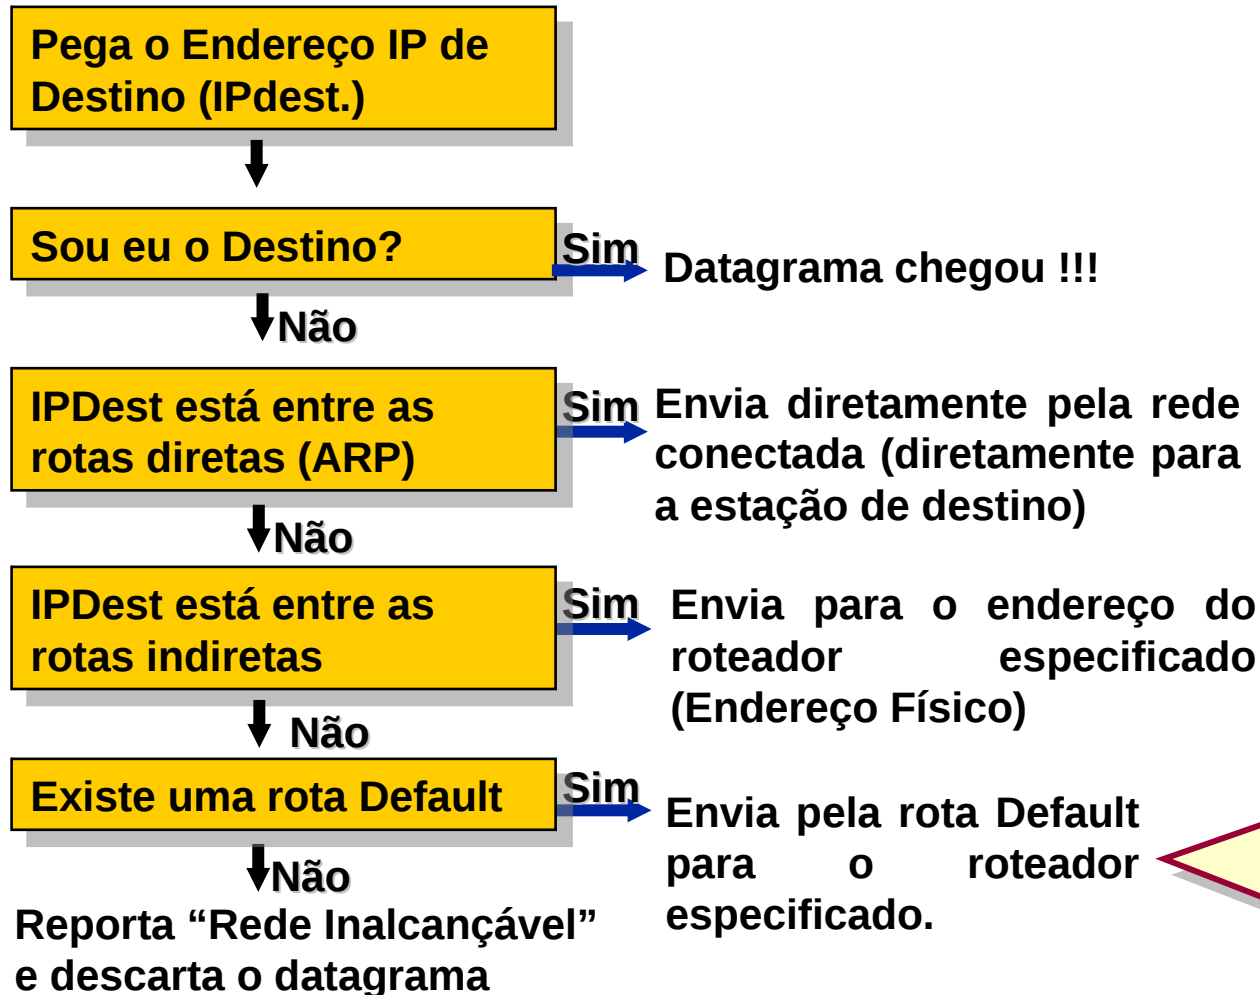 Pega o Endereço IP de
Destino (IPdest.)
Sou eu o Destino?
Sim
Datagrama chegou !!!
Não
IPDest está entre as
rotas diretas (ARP)
Sim
Envia diretamente pela rede
conectada (diretamente para
a estação de destino)
Não
IPDest está entre as
rotas indiretas
Sim
Envia para o endereço do
roteador especificado
(Endereço Físico)
Não
Existe uma rota Default
Sim
Envia pela rota Default
para o roteador
especificado.
Não
Reporta “Rede Inalcançável”
e descarta o datagrama